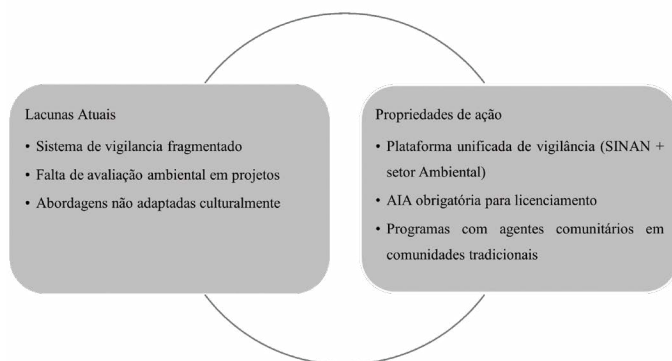 Lacunas Atuais
• Sistema de vigilancia fragmentado
• Falta de avaliação ambiental em projetos
• Abordagens não adaptadas culturalmente
Propriedades de ação
• Plataforma unificada de vigilância (SINAN +
setor Ambiental)
• AIA obrigatória para licenciamento
• Programas com agentes comunitários em
comunidades tradicionais